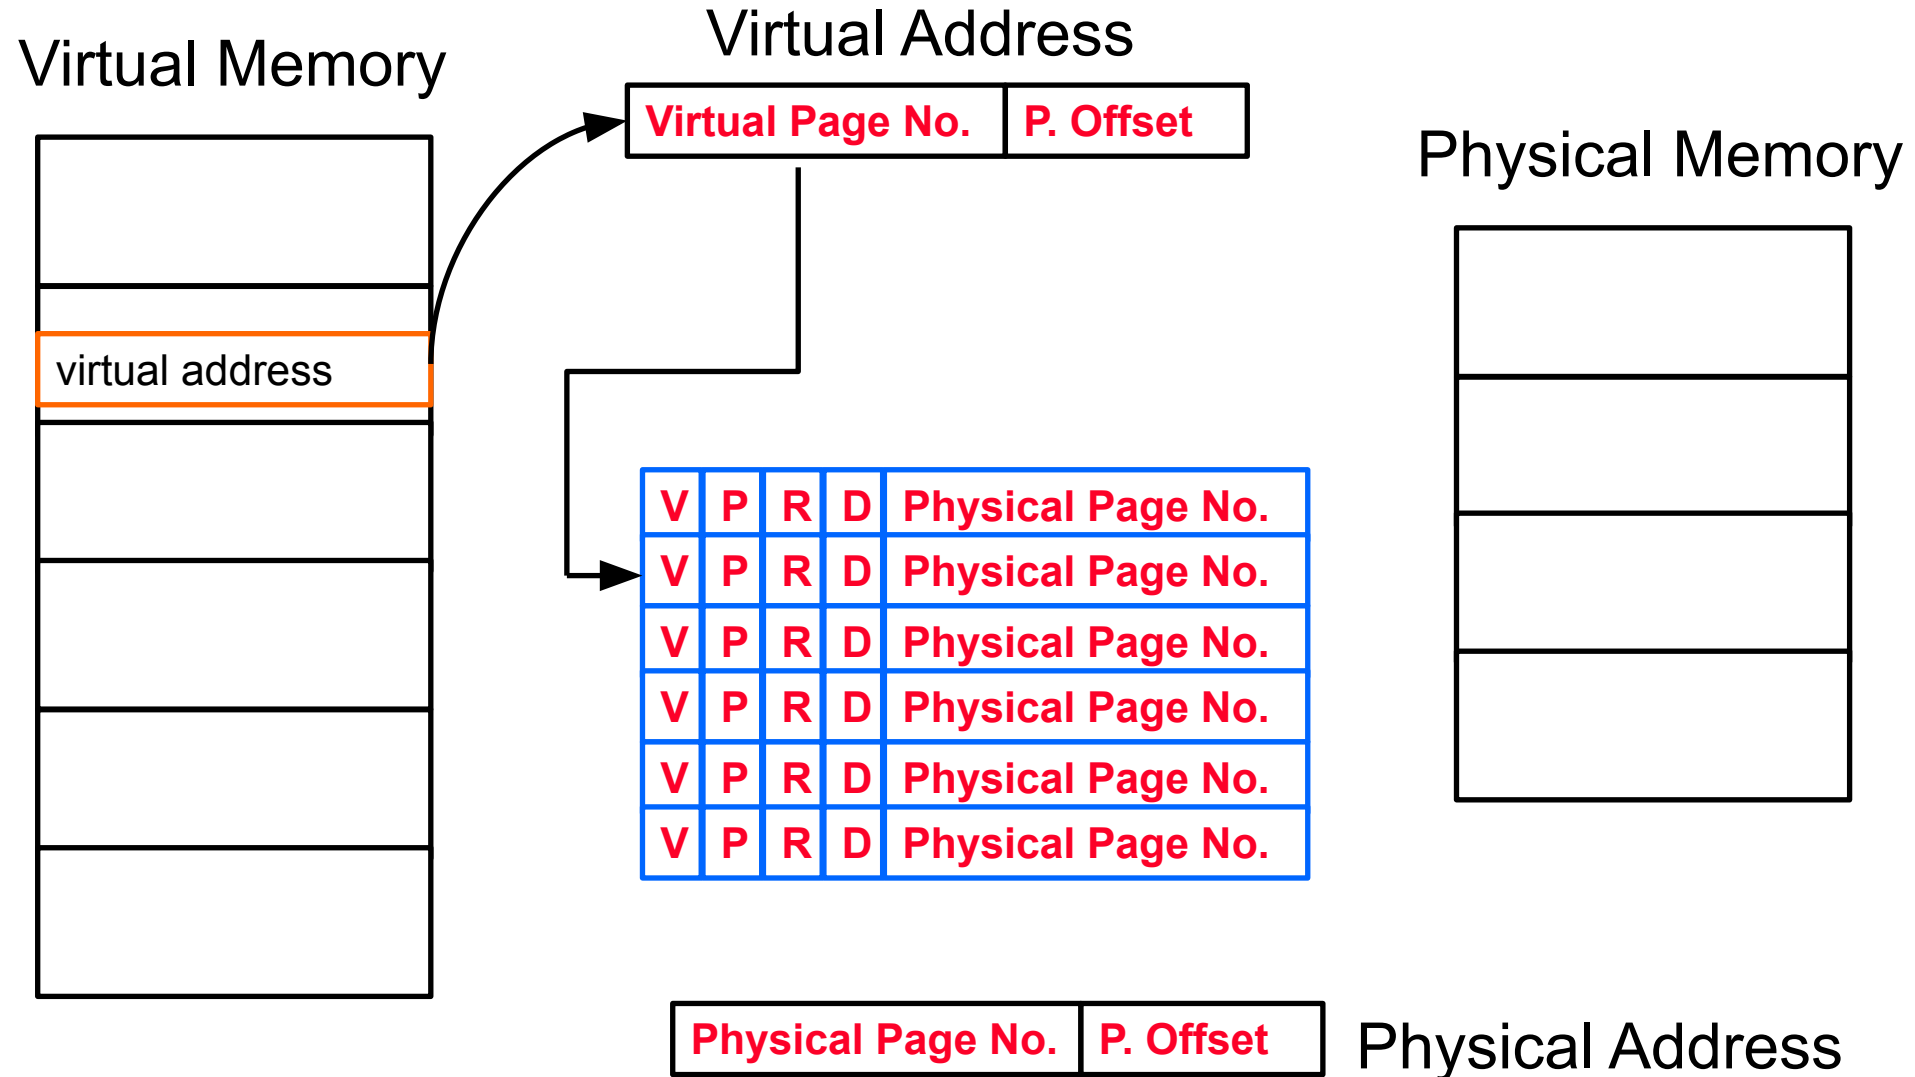 Virtual Memory
Virtual Address
Virtual Page No. P. Offset
Physical Memory
virtual address
V P R D Physical Page No.
V P R D Physical Page No.
V P R D Physical Page No.
V P R D Physical Page No.
V P R D Physical Page No.
V P R D Physical Page No.
Physical Page No. P. Offset
Physical Address